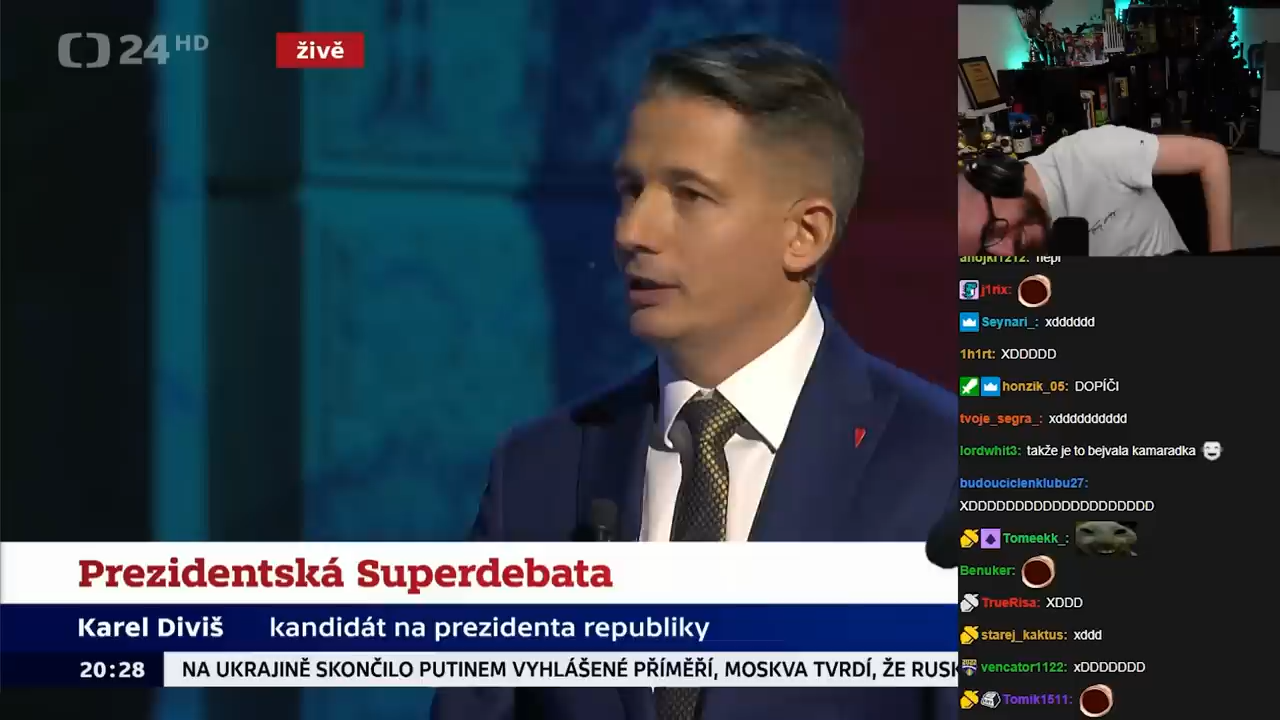 24 HD
živě
Prezidentská Superdebata
Karel Diviš kandidát na prezidenta republiky
20:28 NA UKRAJINĚ SKONČILO PUTINEM VYHLÁŠENÉ PŘÍMĚŘÍ, MOSKVA TVRDÍ, ŽE RUSK
j1rix:
Seynari_: xdddddd
1h1rt: XDDDDD
honzik_05: DOPÍČI
tvoje_segra_: xdddddddddd
lordwhit3: takže je to bejvala kamaradka
budouciclenklubu27:
XDDDDDDDDDDDDDDDDDDDD
Tomeekk_:
Benuker:
TrueRisa: XDDD
starej_kaktus: xddd
vencator1122: xDDDDDDD
Tomik1511: